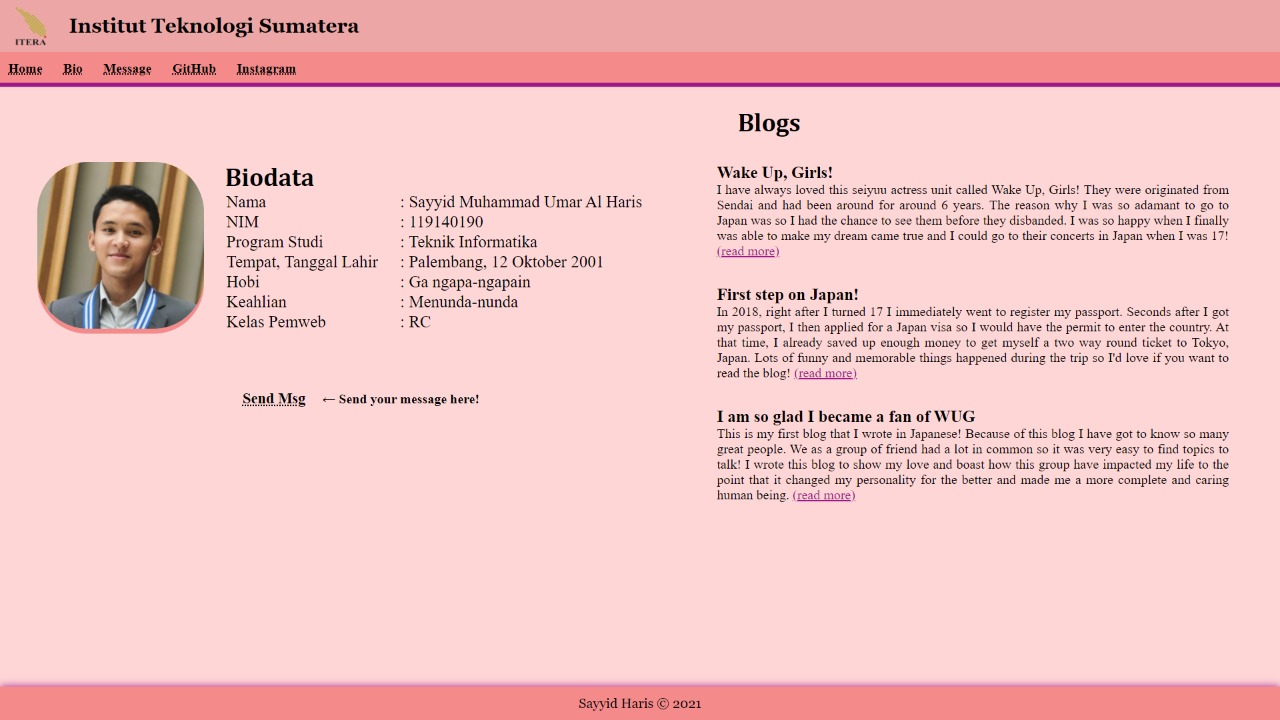 ITERA
Institut Teknologi Sumatera
Home Bio Message GitHub Instagram
Biodata
Nama : Sayyid Muhammad Umar Al Haris
NIM : 119140190
Program Studi : Teknik Informatika
Tempat, Tanggal Lahir : Palembang, 12 Oktober 2001
Hobi : Ga ngapa-ngapain
Keahlian : Menunda-nunda
Kelas Pemweb : RC
Send Msg ← Send your message here!
Blogs
Wake Up, Girls!
I have always loved this seiyuu actress unit called Wake Up, Girls! They were originated from
Sendai and had been around for around 6 years. The reason why I was so adamant to go to
Japan was so I had the chance to see them before they disbanded. I was so happy when I finally
was able to make my dream came true and I could go to their concerts in Japan when I was 17!
(read more)
First step on Japan!
In 2018, right after I turned 17 I immediately went to register my passport. Seconds after I got
my passport, I then applied for a Japan visa so I would have the permit to enter the country. At
that time, I already saved up enough money to get myself a two way round ticket to Tokyo,
Japan. Lots of funny and memorable things happened during the trip so I'd love if you want to
read the blog! (read more)
I am so glad I became a fan of WUG
This is my first blog that I wrote in Japanese! Because of this blog I have got to know so many
great people. We as a group of friend had a lot in common so it was very easy to find topics to
talk! I wrote this blog to show my love and boast how this group have impacted my life to the
point that it changed my personality for the better and made me a more complete and caring
human being. (read more)
Sayyid Haris © 2021